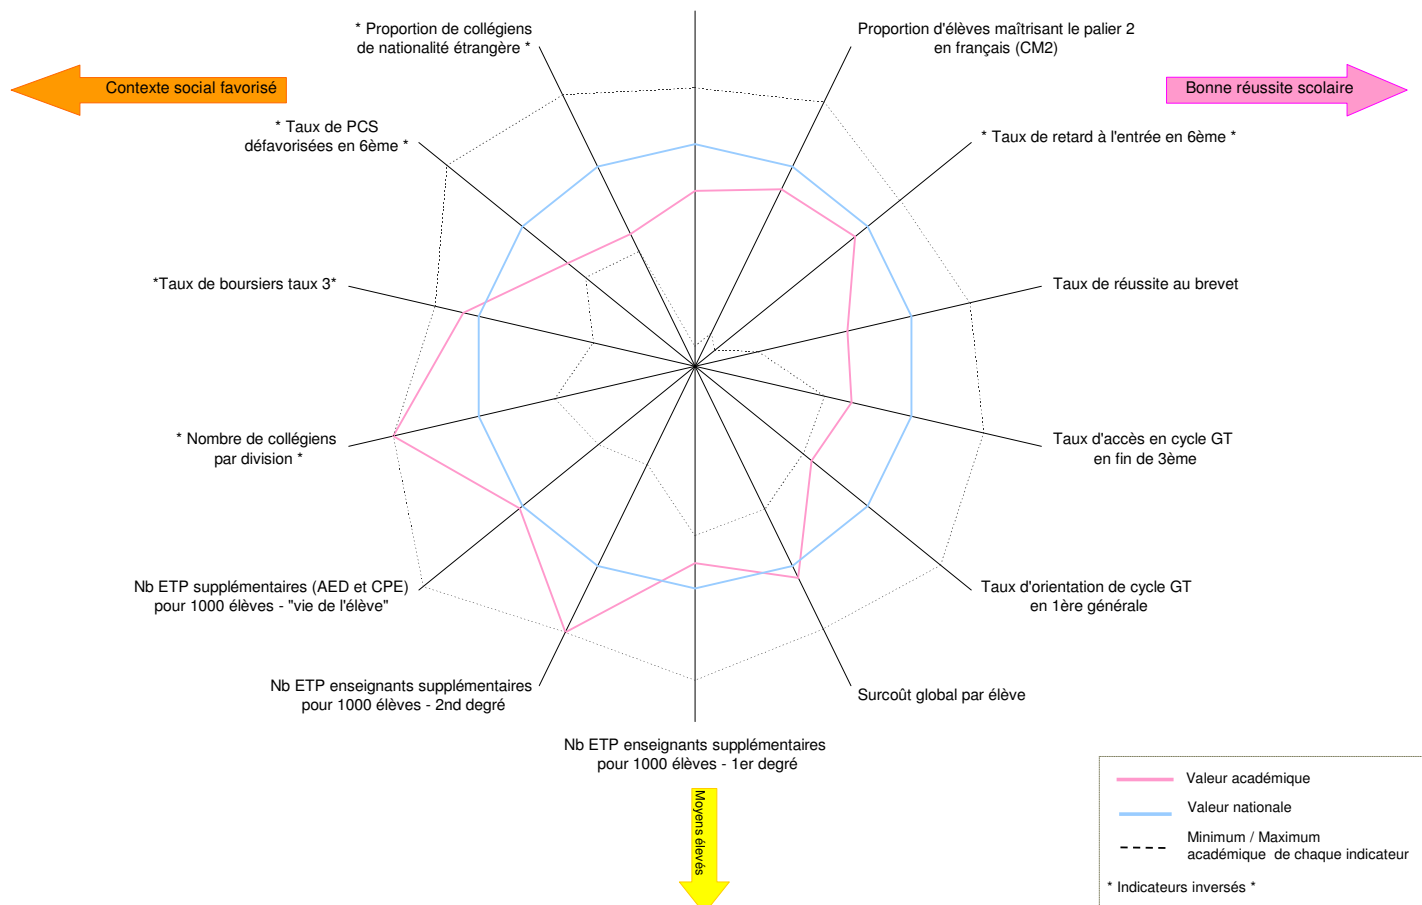 * Proportion de collégiens
de nationalité étrangère *
Proportion d'élèves maîtrisant le palier 2
en français (CM2)
Contexte social favorisé
Bonne réussite scolaire
* Taux de PCS
défavorisées en 6ème *
* Taux de retard à l'entrée en 6ème *
*Taux de boursiers taux 3*
Taux de réussite au brevet
* Nombre de collégiens
par division *
Taux d'accès en cycle GT
en fin de 3ème
Nb ETP supplémentaires (AED et CPE)
pour 1000 élèves - "vie de l'élève"
Taux d'orientation de cycle GT
en 1ère générale
Nb ETP enseignants supplémentaires
pour 1000 élèves - 2nd degré
Surcoût global par élève
Nb ETP enseignants supplémentaires
pour 1000 élèves - 1er degré
Moyens élevés
Valeur académique
Valeur nationale
Minimum / Maximum
académique de chaque indicateur
* Indicateurs inversés *